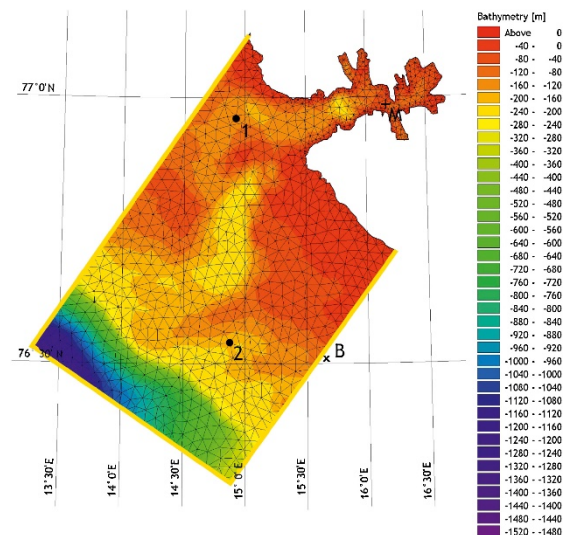 Bathymetry [m]
Above 0
-40 - 0
-80 - -40
-120 - -80
-160 - -120
-200 - -160
-240 - -200
-280 - -240
-320 - -280
-360 - -320
-400 - -360
-440 - -400
-480 - -440
-520 - -480
-560 - -520
-600 - -560
-640 - -600
-680 - -640
-720 - -680
-760 - -720
-800 - -760
-840 - -800
-880 - -840
-920 - -880
-960 - -920
-1000 - -960
-1040 - -1000
-1080 - -1040
-1120 - -1080
-1160 - -1120
-1200 - -1160
-1240 - -1200
-1280 - -1240
-1320 - -1280
-1360 - -1320
-1400 - -1360
-1440 - -1400
-1480 - -1440
-1520 - -1480
77°0'N
M
1
2
B
76°30'N
13°30'E
14°0'E
14°30'E
15°0'E
15°30'E
16°0'E
16°30'E